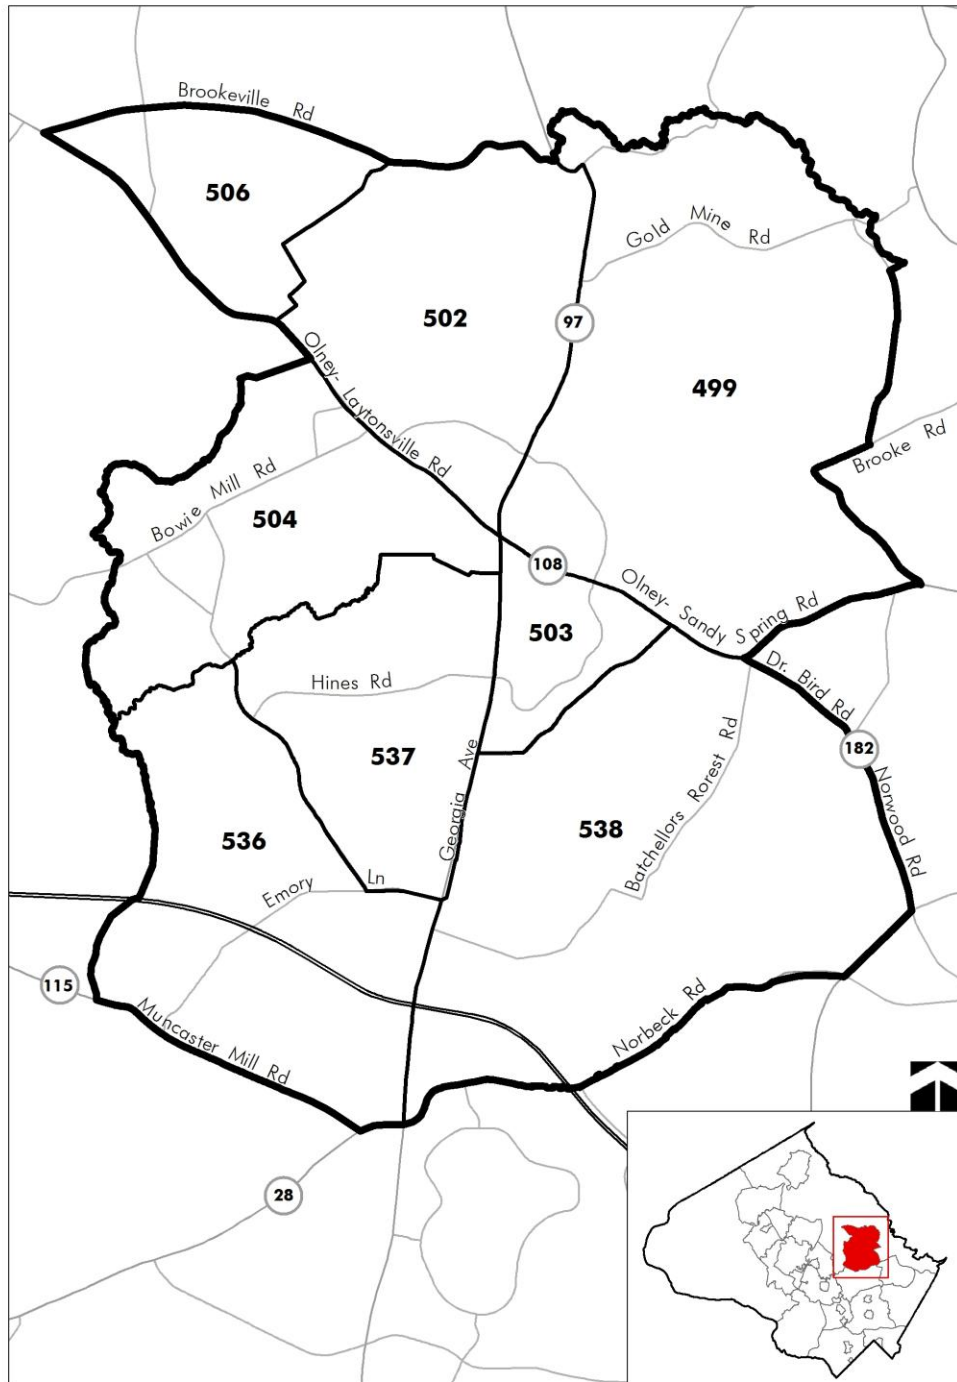 Brookeville Rd
506
Gold Mine Rd
502
97
499
Olney- Laytonsville Rd
Brooke Rd
Bowie Mill Rd
504
108
Olney- Sandy Spring Rd
503
Hines Rd
Dr. Bird Rd
537
Georgia Ave
182
Norwood Rd
536
538
Batchellors Rorest Rd
Emory Ln
115
Muncaster Mill Rd
Norbeck Rd
28